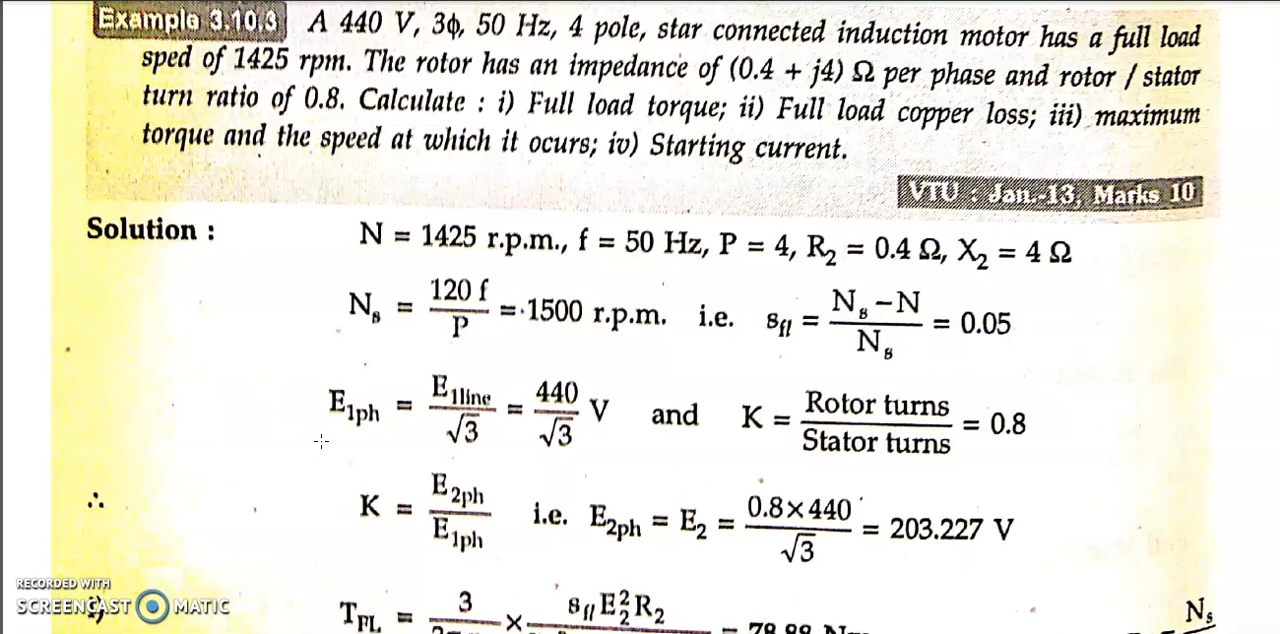 Example 3.10.3 A 440 V, 3ϕ, 50 Hz, 4 pole, star connected induction motor has a full load
sped of 1425 rpm. The rotor has an impedance of (0.4 + j4) Ω per phase and rotor / stator
turn ratio of 0.8. Calculate : i) Full load torque; ii) Full load copper loss; iii) maximum
torque and the speed at which it ocurs; iv) Starting current.
VTU : Jan.-13, Marks 10
Solution : N = 1425 r.p.m., f = 50 Hz, P = 4, R₂ = 0.4 Ω, X₂ = 4 Ω
Nₛ = 120 f / P = 1500 r.p.m. i.e. s_fl = (Nₛ − N) / Nₛ = 0.05
E₁ph = E₁line / √3 = 440 / √3 V and K = Rotor turns / Stator turns = 0.8
∴ K = E₂ph / E₁ph i.e. E₂ph = E₂ = 0.8 × 440 / √3 = 203.227 V
RECORDED WITH
SCREENCAST MATIC
T_FL = 3 × s_fl E₂² R₂ Nₛ